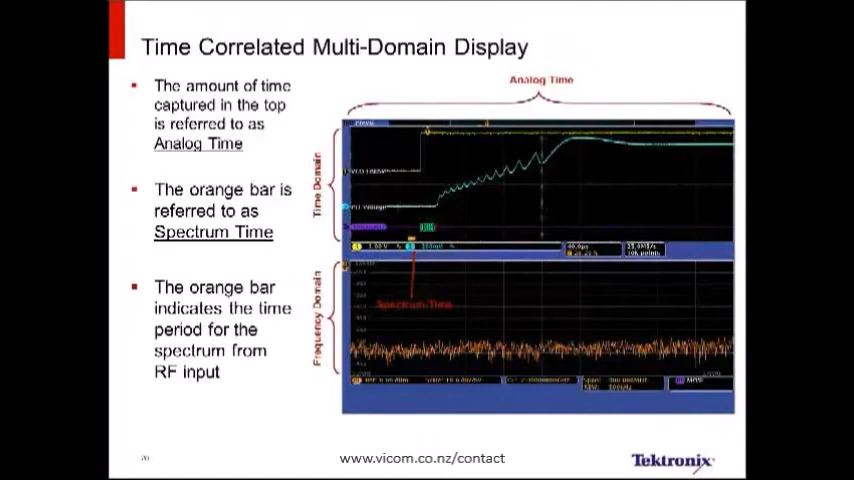 Time Correlated Multi-Domain Display
The amount of time
captured in the top
is referred to as
Analog Time
The orange bar is
referred to as
Spectrum Time
The orange bar
indicates the time
period for the
spectrum from
RF input
Analog Time
Time Domain
Frequency Domain
Spectrum Time
www.vicom.co.nz/contact
Tektronix